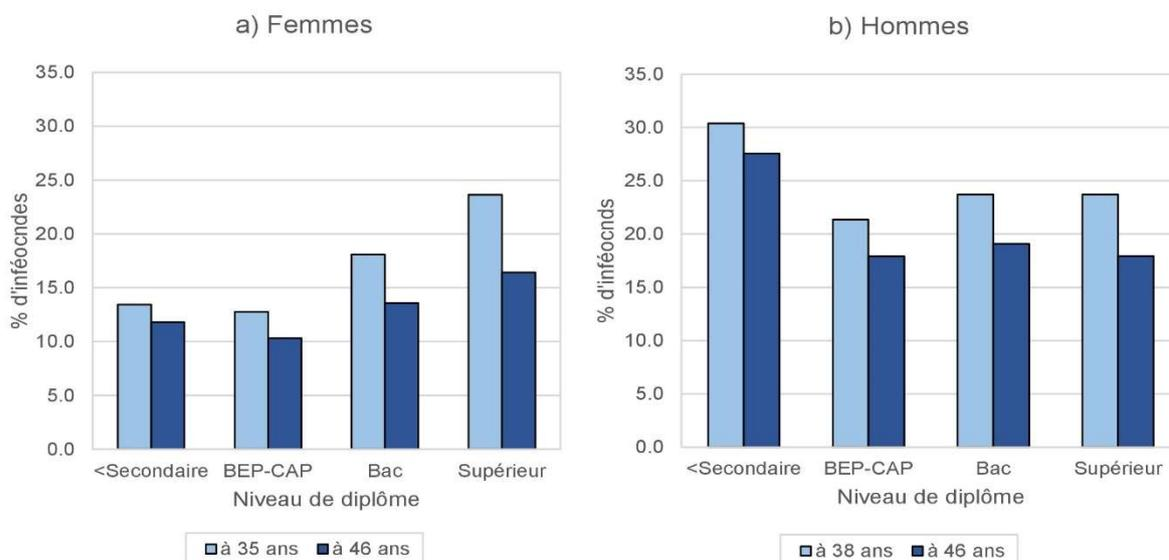 a) Femmes
35.0
30.0
25.0
20.0
15.0
10.0
5.0
0.0
% d'inféocndes
<Secondaire BEP-CAP Bac Supérieur
Niveau de diplôme
à 35 ans à 46 ans
b) Hommes
35.0
30.0
25.0
20.0
15.0
10.0
5.0
0.0
% d'inféocnds
<Secondaire BEP-CAP Bac Supérieur
Niveau de diplôme
à 38 ans à 46 ans